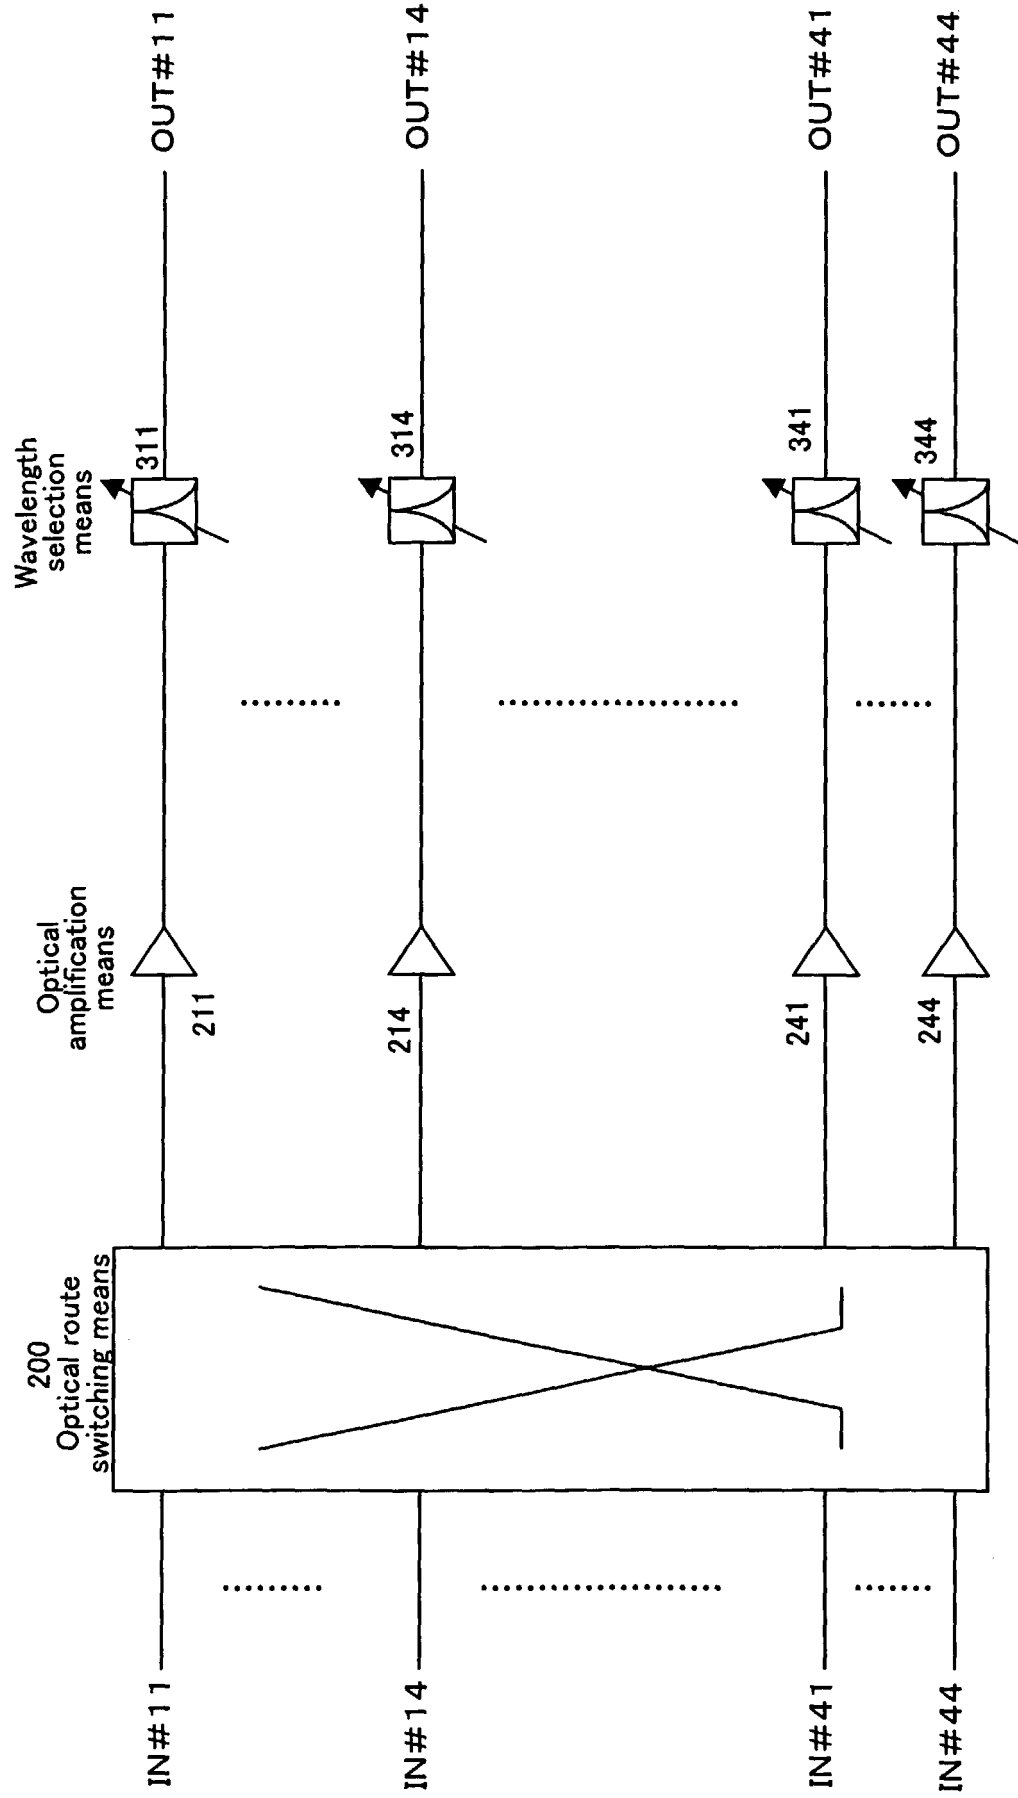 200
Optical route
switching means
Optical
amplification
means
Wavelength
selection
means
IN#11
211
311
OUT#11
IN#14
214
314
OUT#14
IN#41
241
341
OUT#41
IN#44
244
344
OUT#44